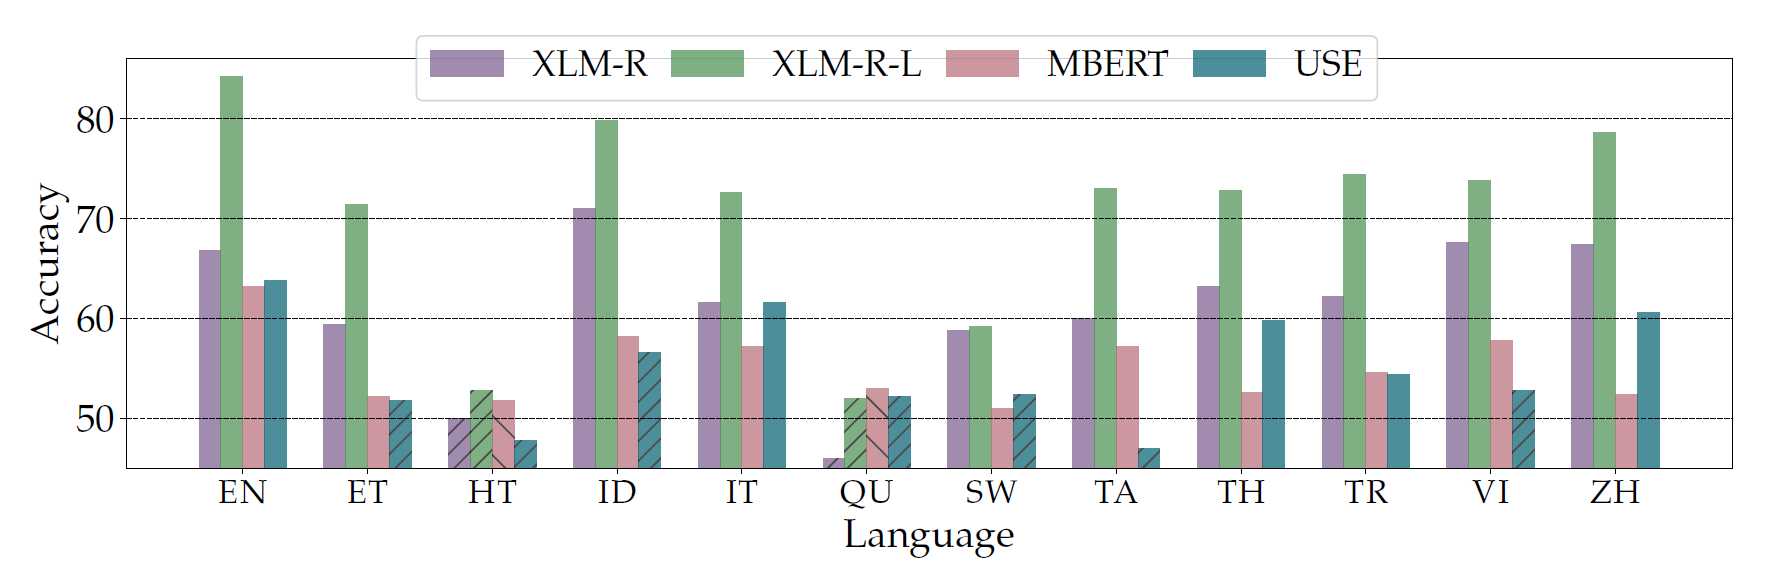 XLM-R XLM-R-L MBERT USE
Accuracy
80
70
60
50
EN ET HT ID IT QU SW TA TH TR VI ZH
Language